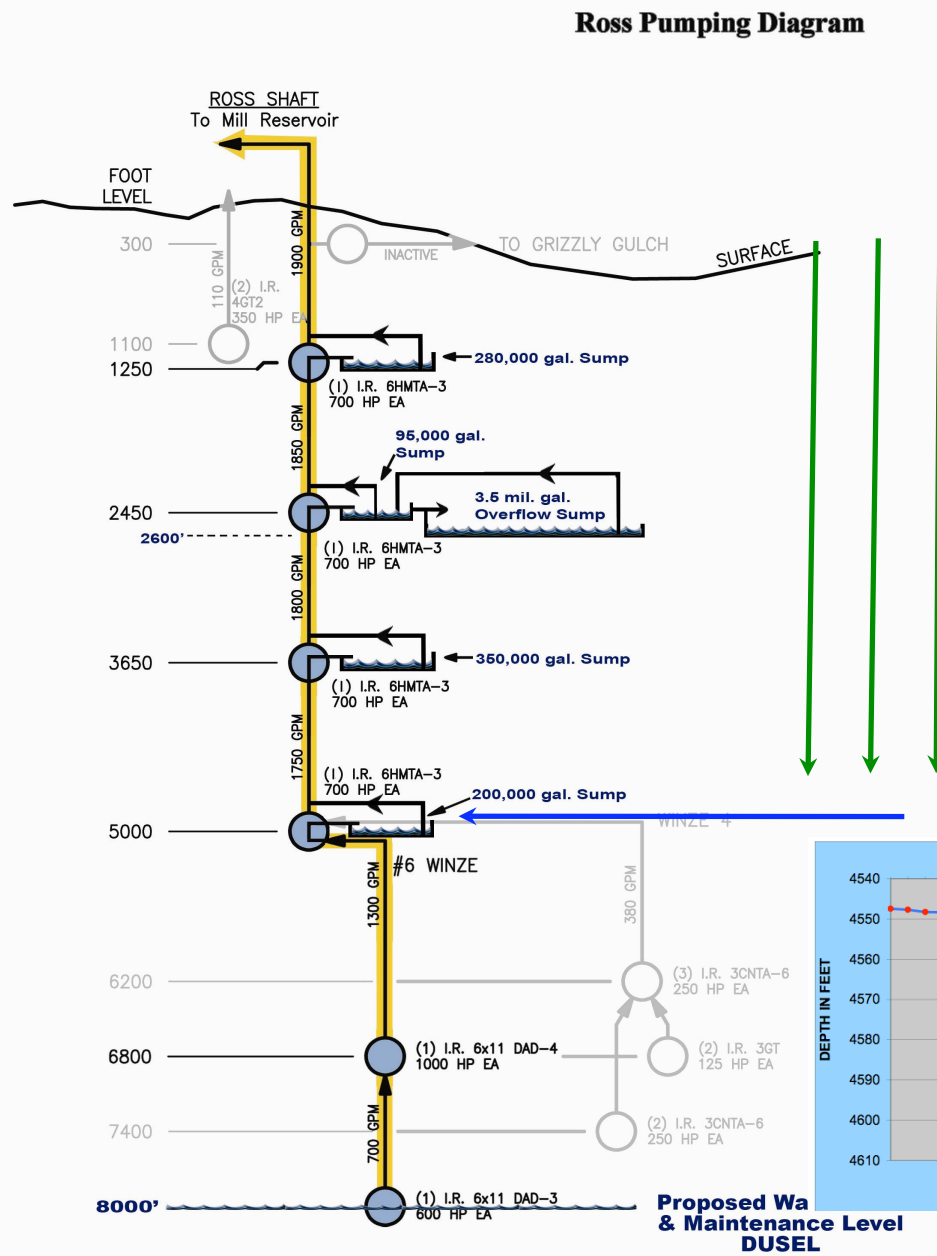 Ross Pumping Diagram
ROSS SHAFT
To Mill Reservoir
FOOT
LEVEL
300
1900 GPM
INACTIVE
TO GRIZZLY GULCH
SURFACE
110 GPM
(2) I.R.
4GT2
350 HP EA
1100
1250
280,000 gal. Sump
(1) I.R. 6HMTA-3
700 HP EA
1850 GPM
95,000 gal.
Sump
3.5 mil. gal.
Overflow Sump
2450
2600'
(1) I.R. 6HMTA-3
700 HP EA
1800 GPM
3650
350,000 gal. Sump
(1) I.R. 6HMTA-3
700 HP EA
1750 GPM
(1) I.R. 6HMTA-3
700 HP EA
200,000 gal. Sump
WINZE 4
5000
#6 WINZE
1300 GPM
380 GPM
6200
(3) I.R. 3CNTA-6
250 HP EA
6800
(1) I.R. 6x11 DAD-4
1000 HP EA
(2) I.R. 3GT
125 HP EA
7400
700 GPM
(2) I.R. 3CNTA-6
250 HP EA
8000'
(1) I.R. 6x11 DAD-3
600 HP EA
DEPTH IN FEET
4540
4550
4560
4570
4580
4590
4600
4610
Proposed Wa
& Maintenance Level
DUSEL